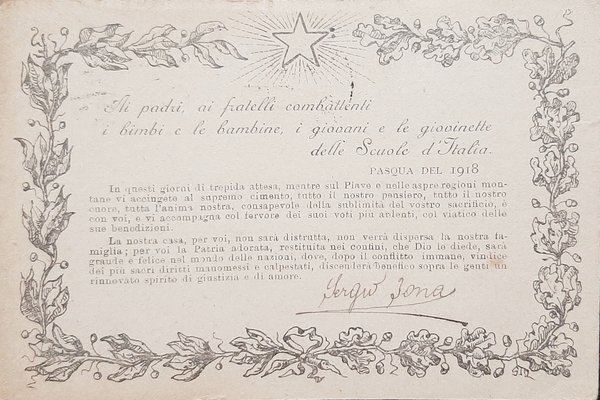 Ai padri, ai fratelli combattenti
i bimbi e le bambine, i giovani e le giovinette
delle Scuole d'Italia.
PASQUA DEL 1918
In questi giorni di trepida attesa, mentre sul Piave e nelle aspre regioni mon-
tane vi accingete al supremo cimento, tutto il nostro pensiero, tutto il nostro
cuore, tutta l'anima nostra, consapevole della sublimità del vostro sacrificio, è
con voi, e vi accompagna col fervore dei suoi voti più ardenti, col viatico delle
sue benedizioni.
La nostra casa, per voi, non sarà distrutta, non verrà dispersa la nostra fa-
miglia; per voi la Patria adorata, restituita nei confini, che Dio le diede, sarà
grande e felice nel mondo delle nazioni, dove, dopo il conflitto immane, vindice
dei più sacri diritti manomessi e calpestati, discenderà benefico sopra le genti un
rinnovato spirito di giustizia e di amore.
Sergio Zona